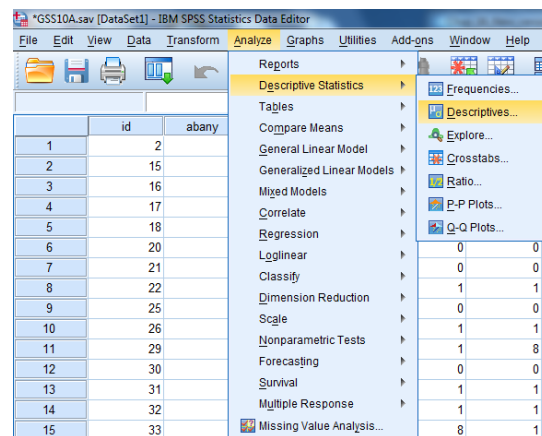 *GSS10A.sav [DataSet1] - IBM SPSS Statistics Data Editor
File Edit View Data Transform Analyze Graphs Utilities Add-ons Window Help
Reports
Descriptive Statistics
Tables
Compare Means
General Linear Model
Generalized Linear Models
Mixed Models
Correlate
Regression
Loglinear
Classify
Dimension Reduction
Scale
Nonparametric Tests
Forecasting
Survival
Multiple Response
Missing Value Analysis...
123 Frequencies...
Descriptives...
Explore...
Crosstabs...
1/2 Ratio...
P-P Plots...
Q-Q Plots...
id abany
1 2
2 15
3 16
4 17
5 18
6 20 0 0
7 21 0 0
8 22 1 1
9 25 0 0
10 26 1 1
11 29 1 8
12 30 0 0
13 31 1 1
14 32 1 1
15 33 8 1